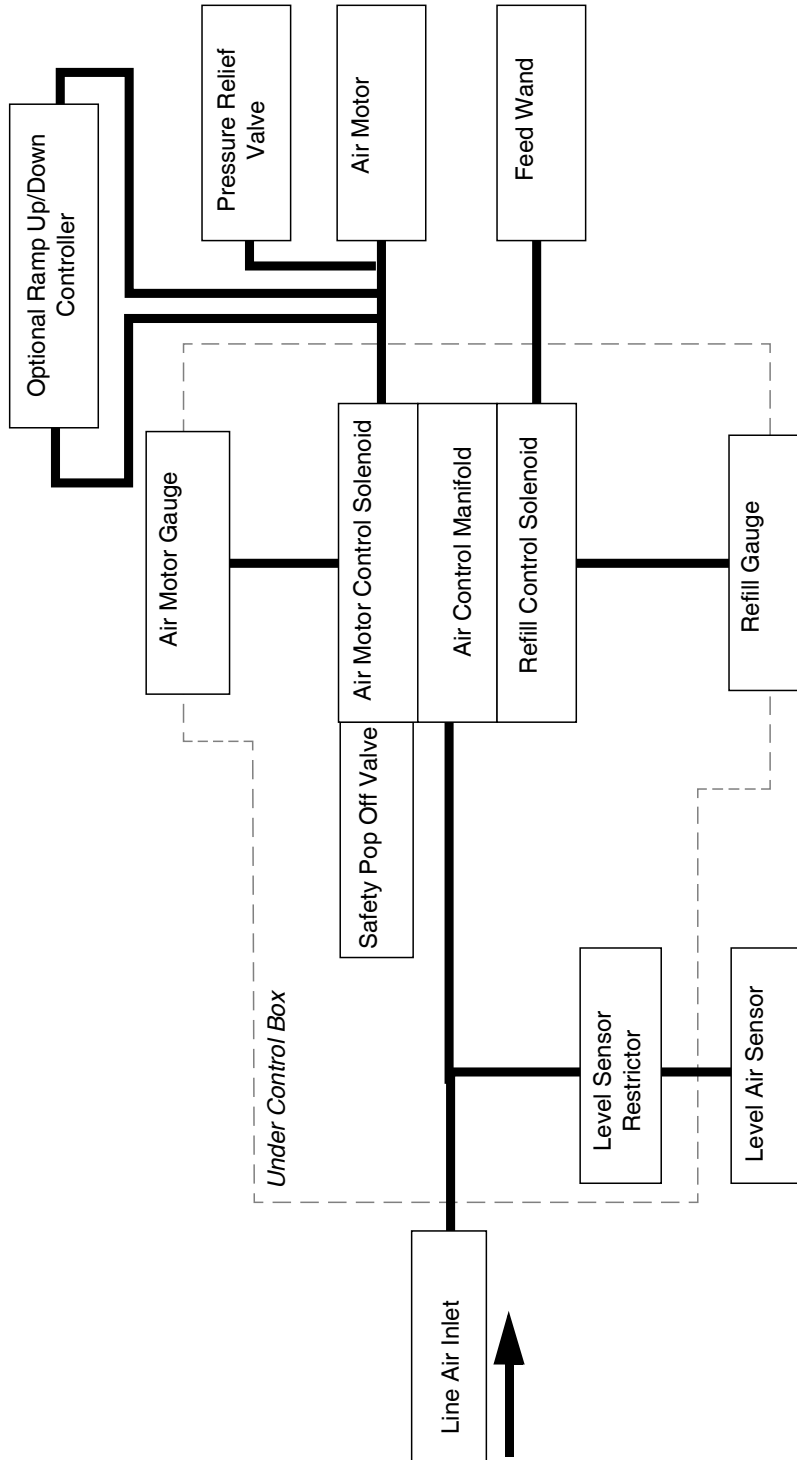 Optional Ramp Up/Down
Controller
Pressure Relief
Valve
Air Motor
Feed Wand
Air Motor Gauge
Air Motor Control Solenoid
Air Control Manifold
Refill Control Solenoid
Refill Gauge
Safety Pop Off Valve
Under Control Box
Level Sensor
Restrictor
Level Air Sensor
Line Air Inlet